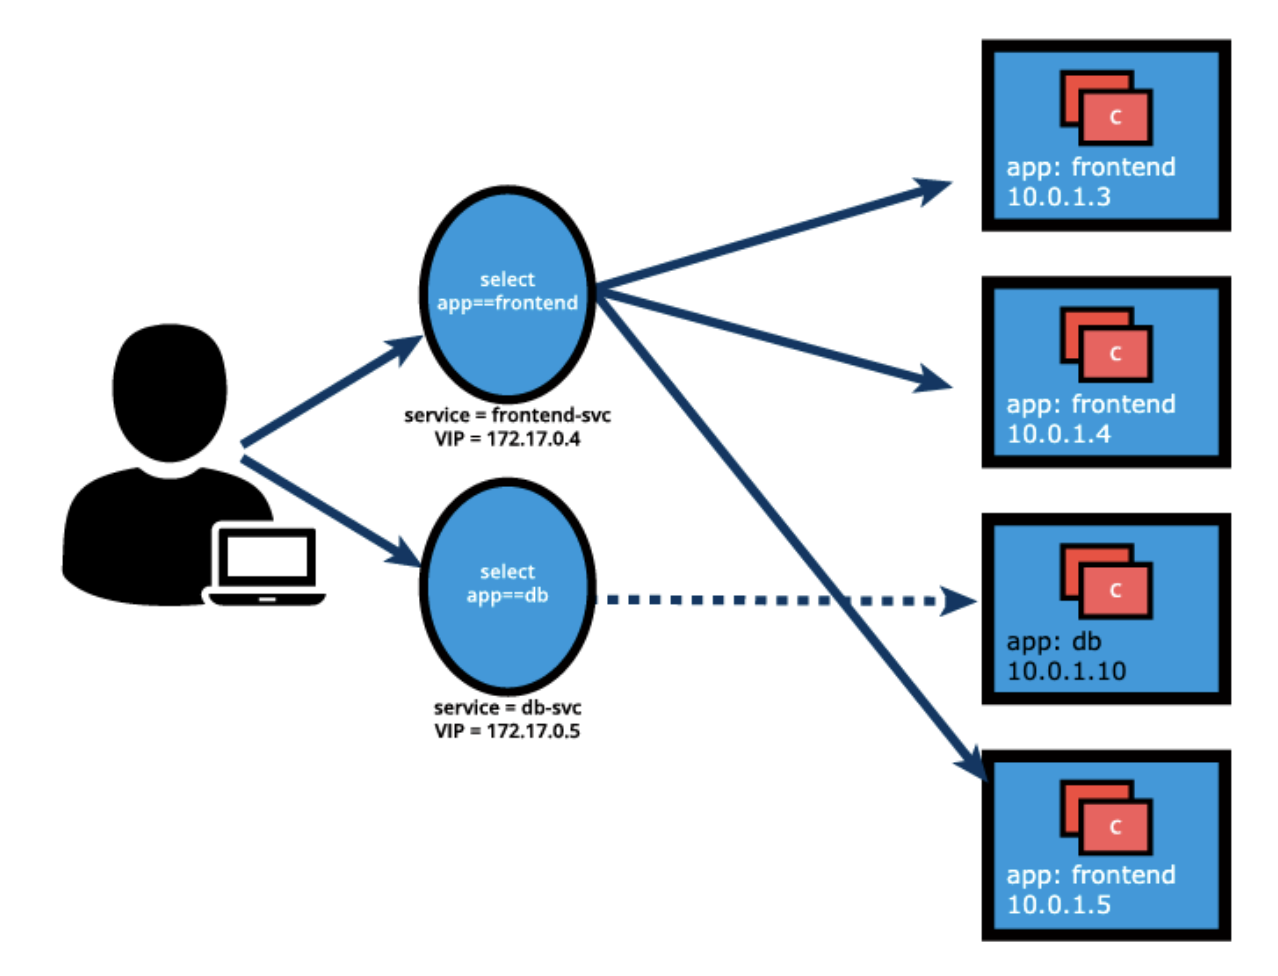 select
app==frontend
service = frontend-svc
VIP = 172.17.0.4
select
app==db
service = db-svc
VIP = 172.17.0.5
c
app: frontend
10.0.1.3
c
app: frontend
10.0.1.4
c
app: db
10.0.1.10
c
app: frontend
10.0.1.5